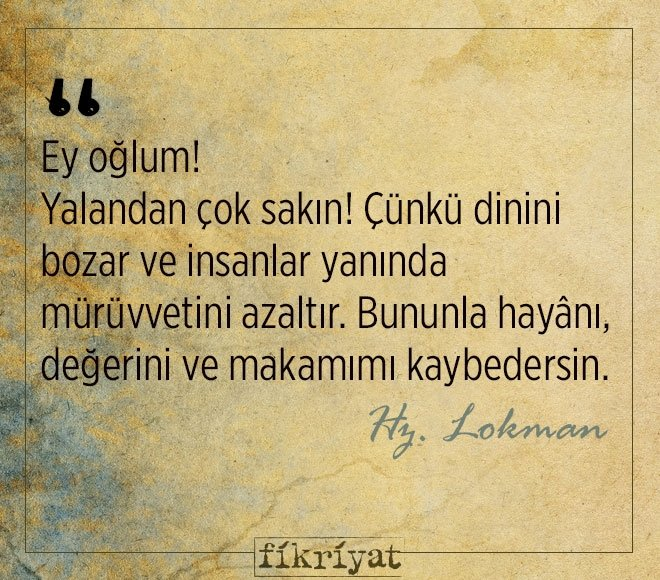 Ey oğlum!
Yalandan çok sakın! Çünkü dinini
bozar ve insanlar yanında
mürüvvetini azaltır. Bununla hayânı,
değerini ve makamımı kaybedersin.
Hz. Lokman
fikriyat